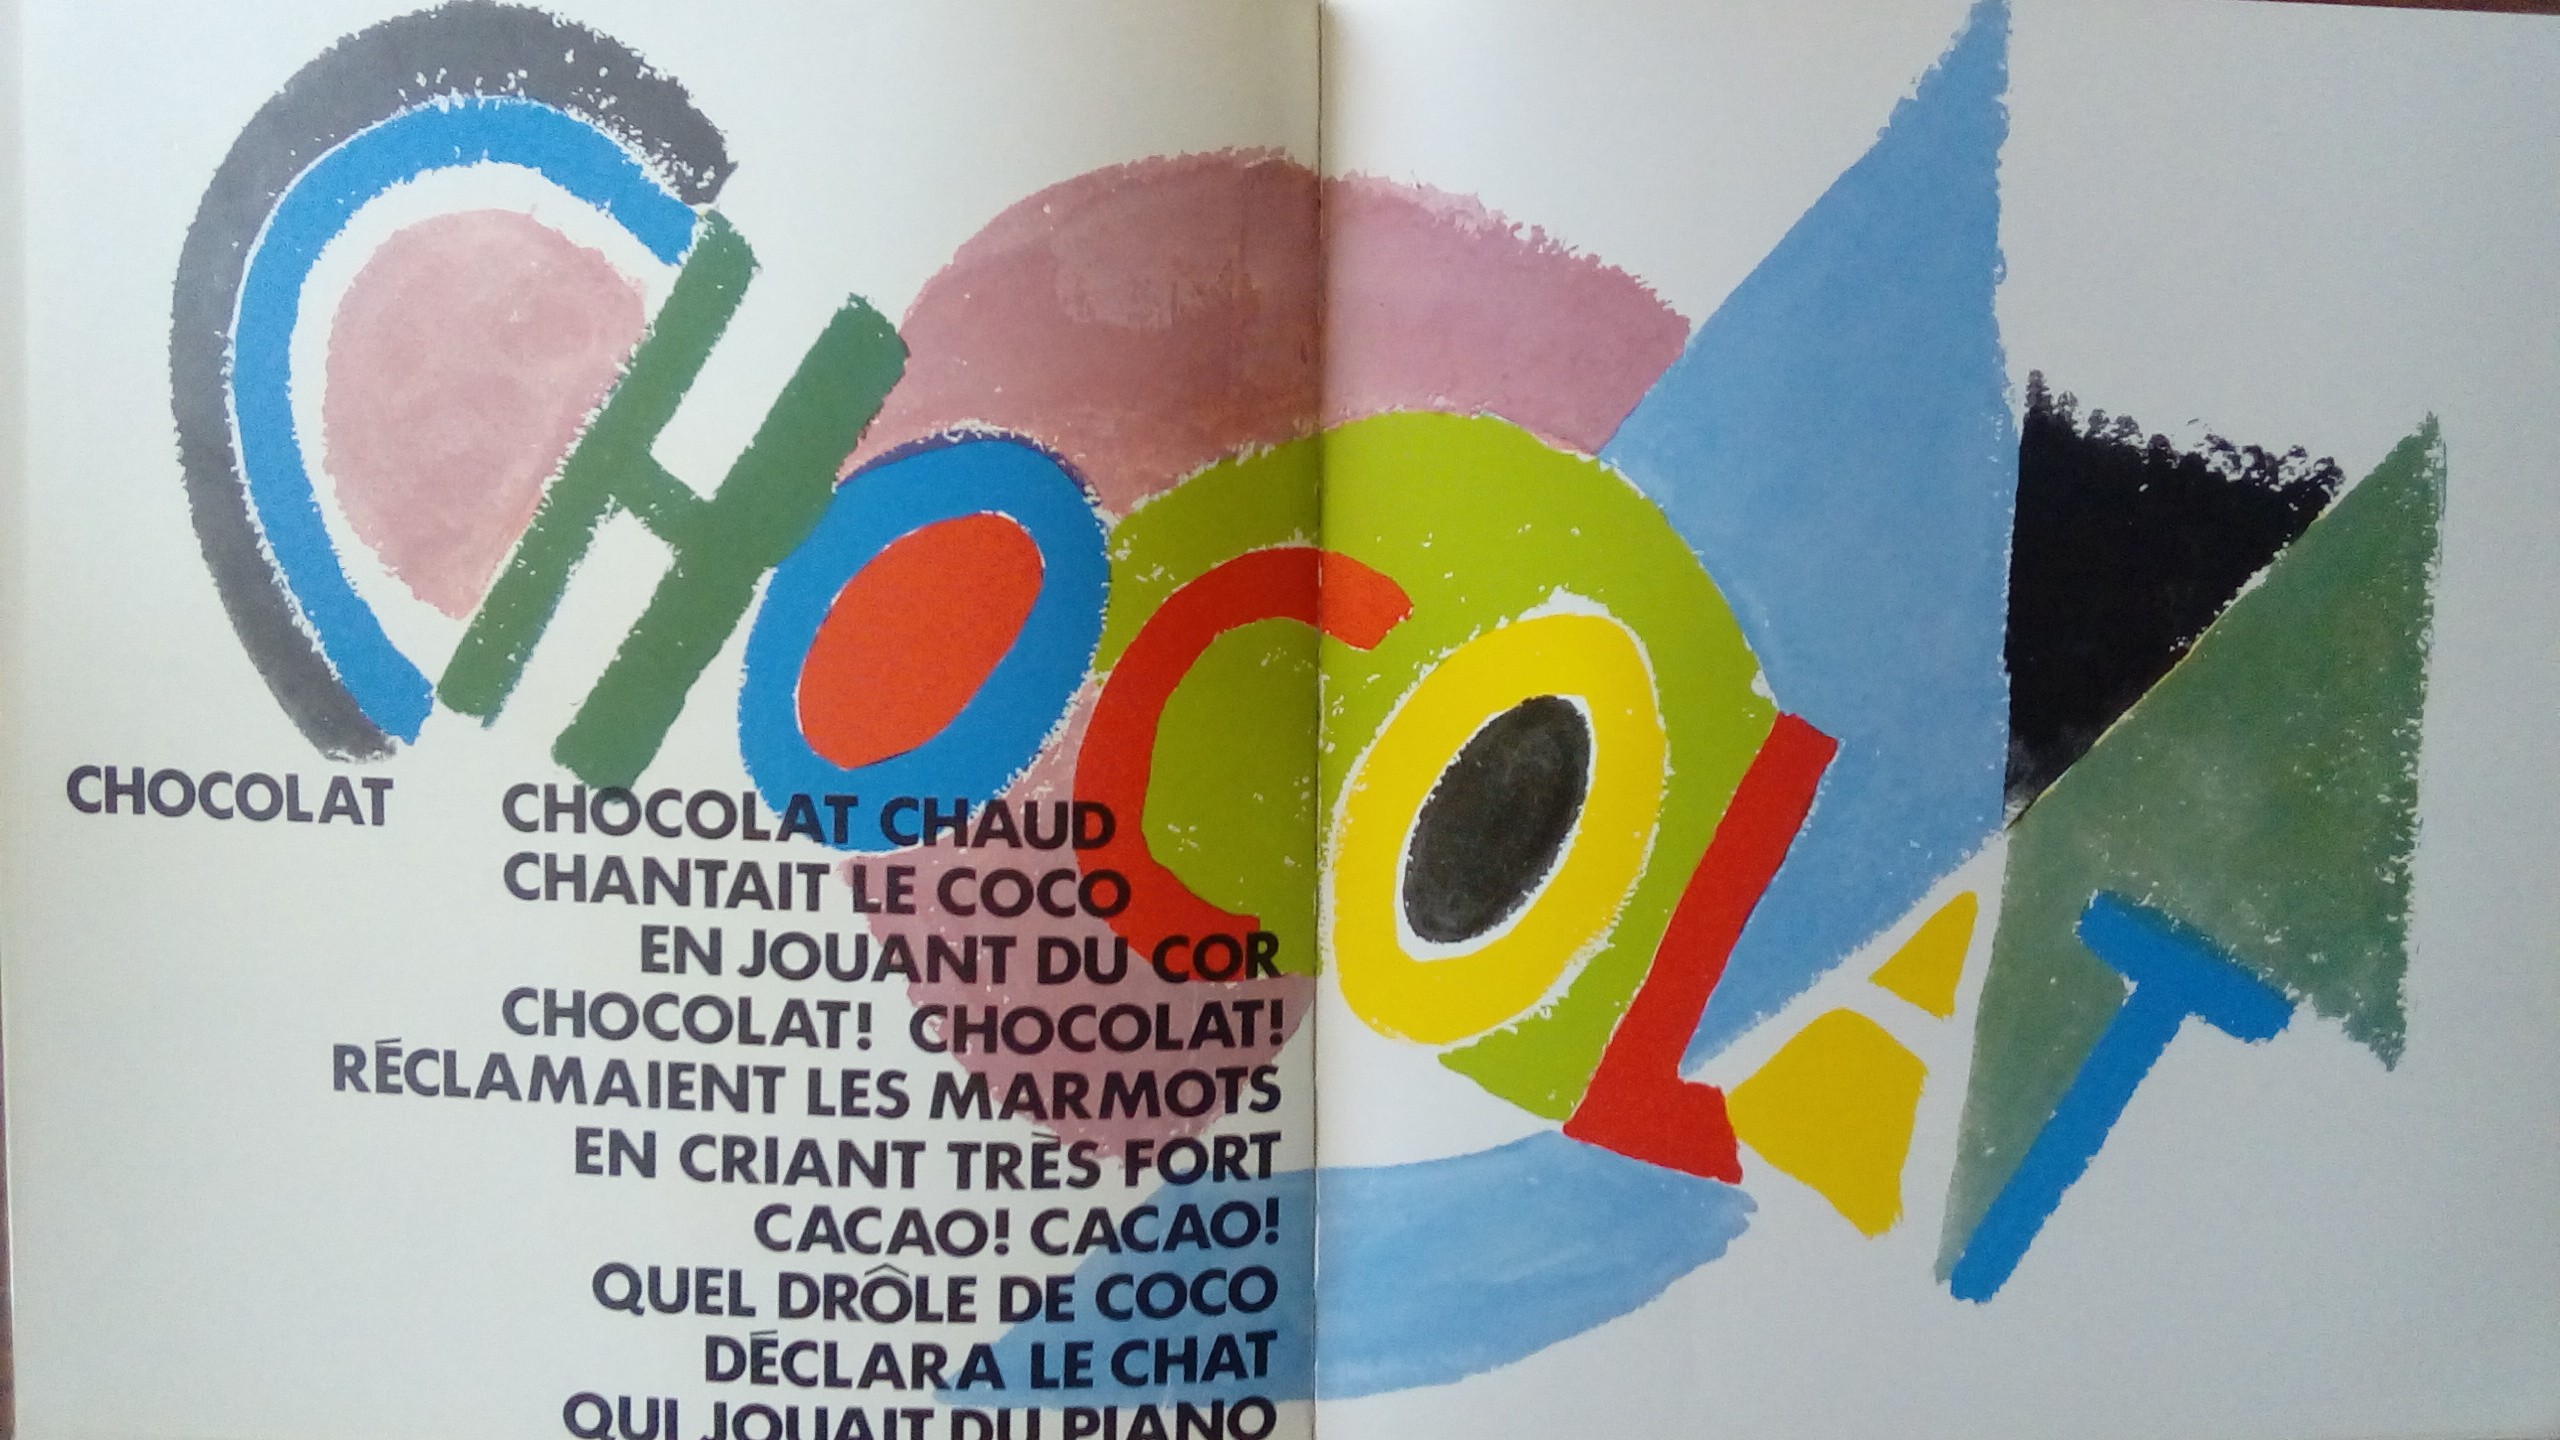 CHOCOLAT
CHOCOLAT CHOCOLAT CHAUD
CHANTAIT LE COCO
EN JOUANT DU COR
CHOCOLAT! CHOCOLAT!
RÉCLAMAIENT LES MARMOTS
EN CRIANT TRÈS FORT
CACAO! CACAO!
QUEL DRÔLE DE COCO
DÉCLARA LE CHAT
QUI JOUAIT DU PIANO